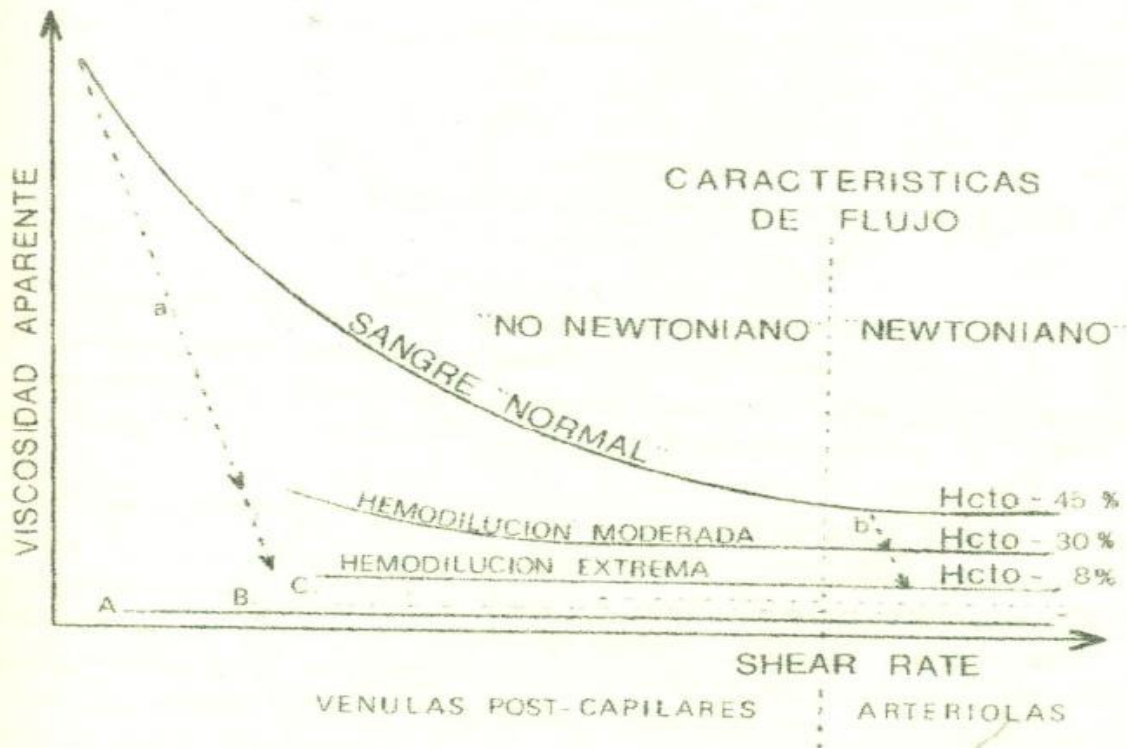 VISCOSIDAD APARENTE
CARACTERISTICAS
DE FLUJO
"NO NEWTONIANO" "NEWTONIANO"
a
SANGRE "NORMAL"
Hcto - 45 %
b
HEMODILUCION MODERADA
Hcto - 30 %
HEMODILUCION EXTREMA
Hcto - 8%
A
B
C
SHEAR RATE
VENULAS POST-CAPILARES
ARTERIOLAS